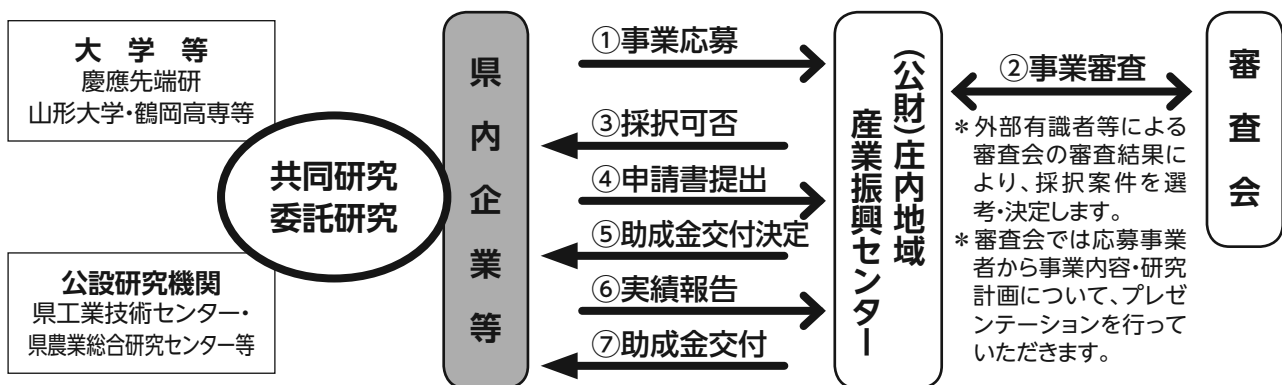 大 学 等
慶應先端研
山形大学・鶴岡高専等
共同研究
委託研究
公設研究機関
県工業技術センター・
県農業総合研究センター等
県内企業等
①事業応募
③採択可否
④申請書提出
⑤助成金交付決定
⑥実績報告
⑦助成金交付
(公財)庄内地域
産業振興センター
②事業審査
＊外部有識者等による
審査会の審査結果に
より、採択案件を選
考・決定します。
＊審査会では応募事業
者から事業内容・研究
計画について、プレゼ
ンテーションを行って
いただきます。
審査会